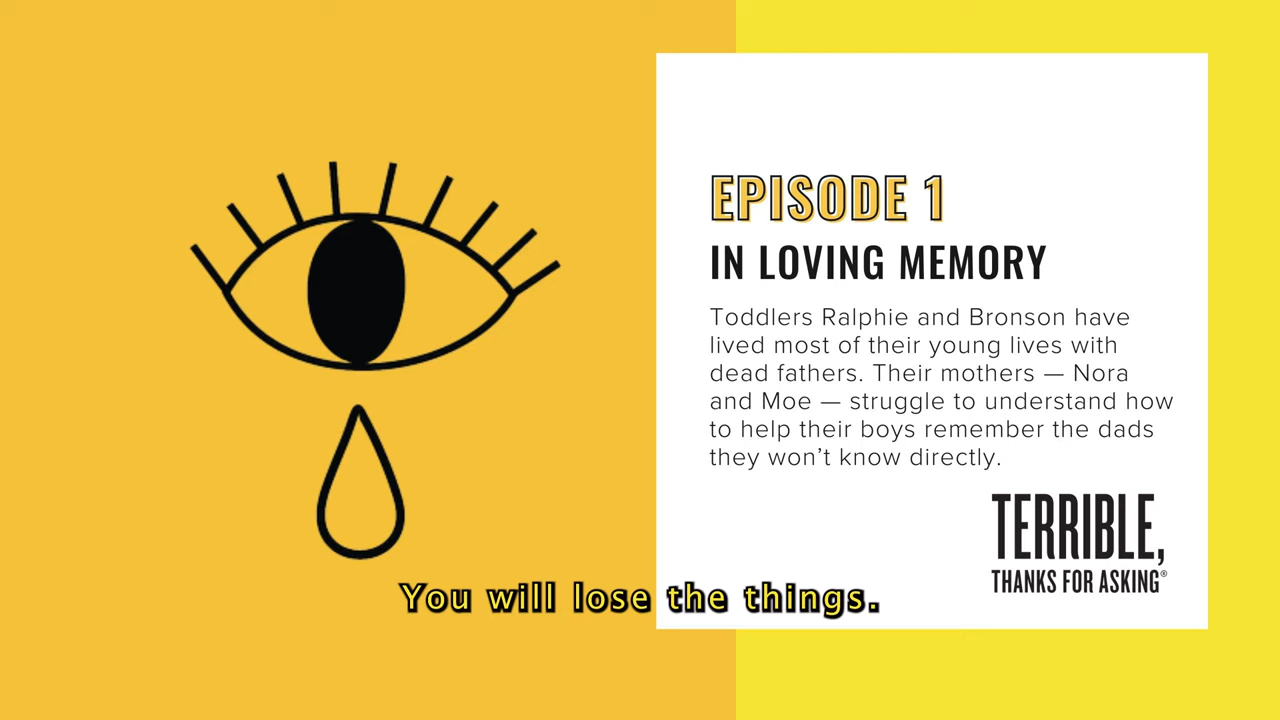 EPISODE 1
IN LOVING MEMORY
Toddlers Ralphie and Bronson have
lived most of their young lives with
dead fathers. Their mothers — Nora
and Moe — struggle to understand how
to help their boys remember the dads
they won’t know directly.
TERRIBLE,
THANKS FOR ASKING®
You will lose the things.